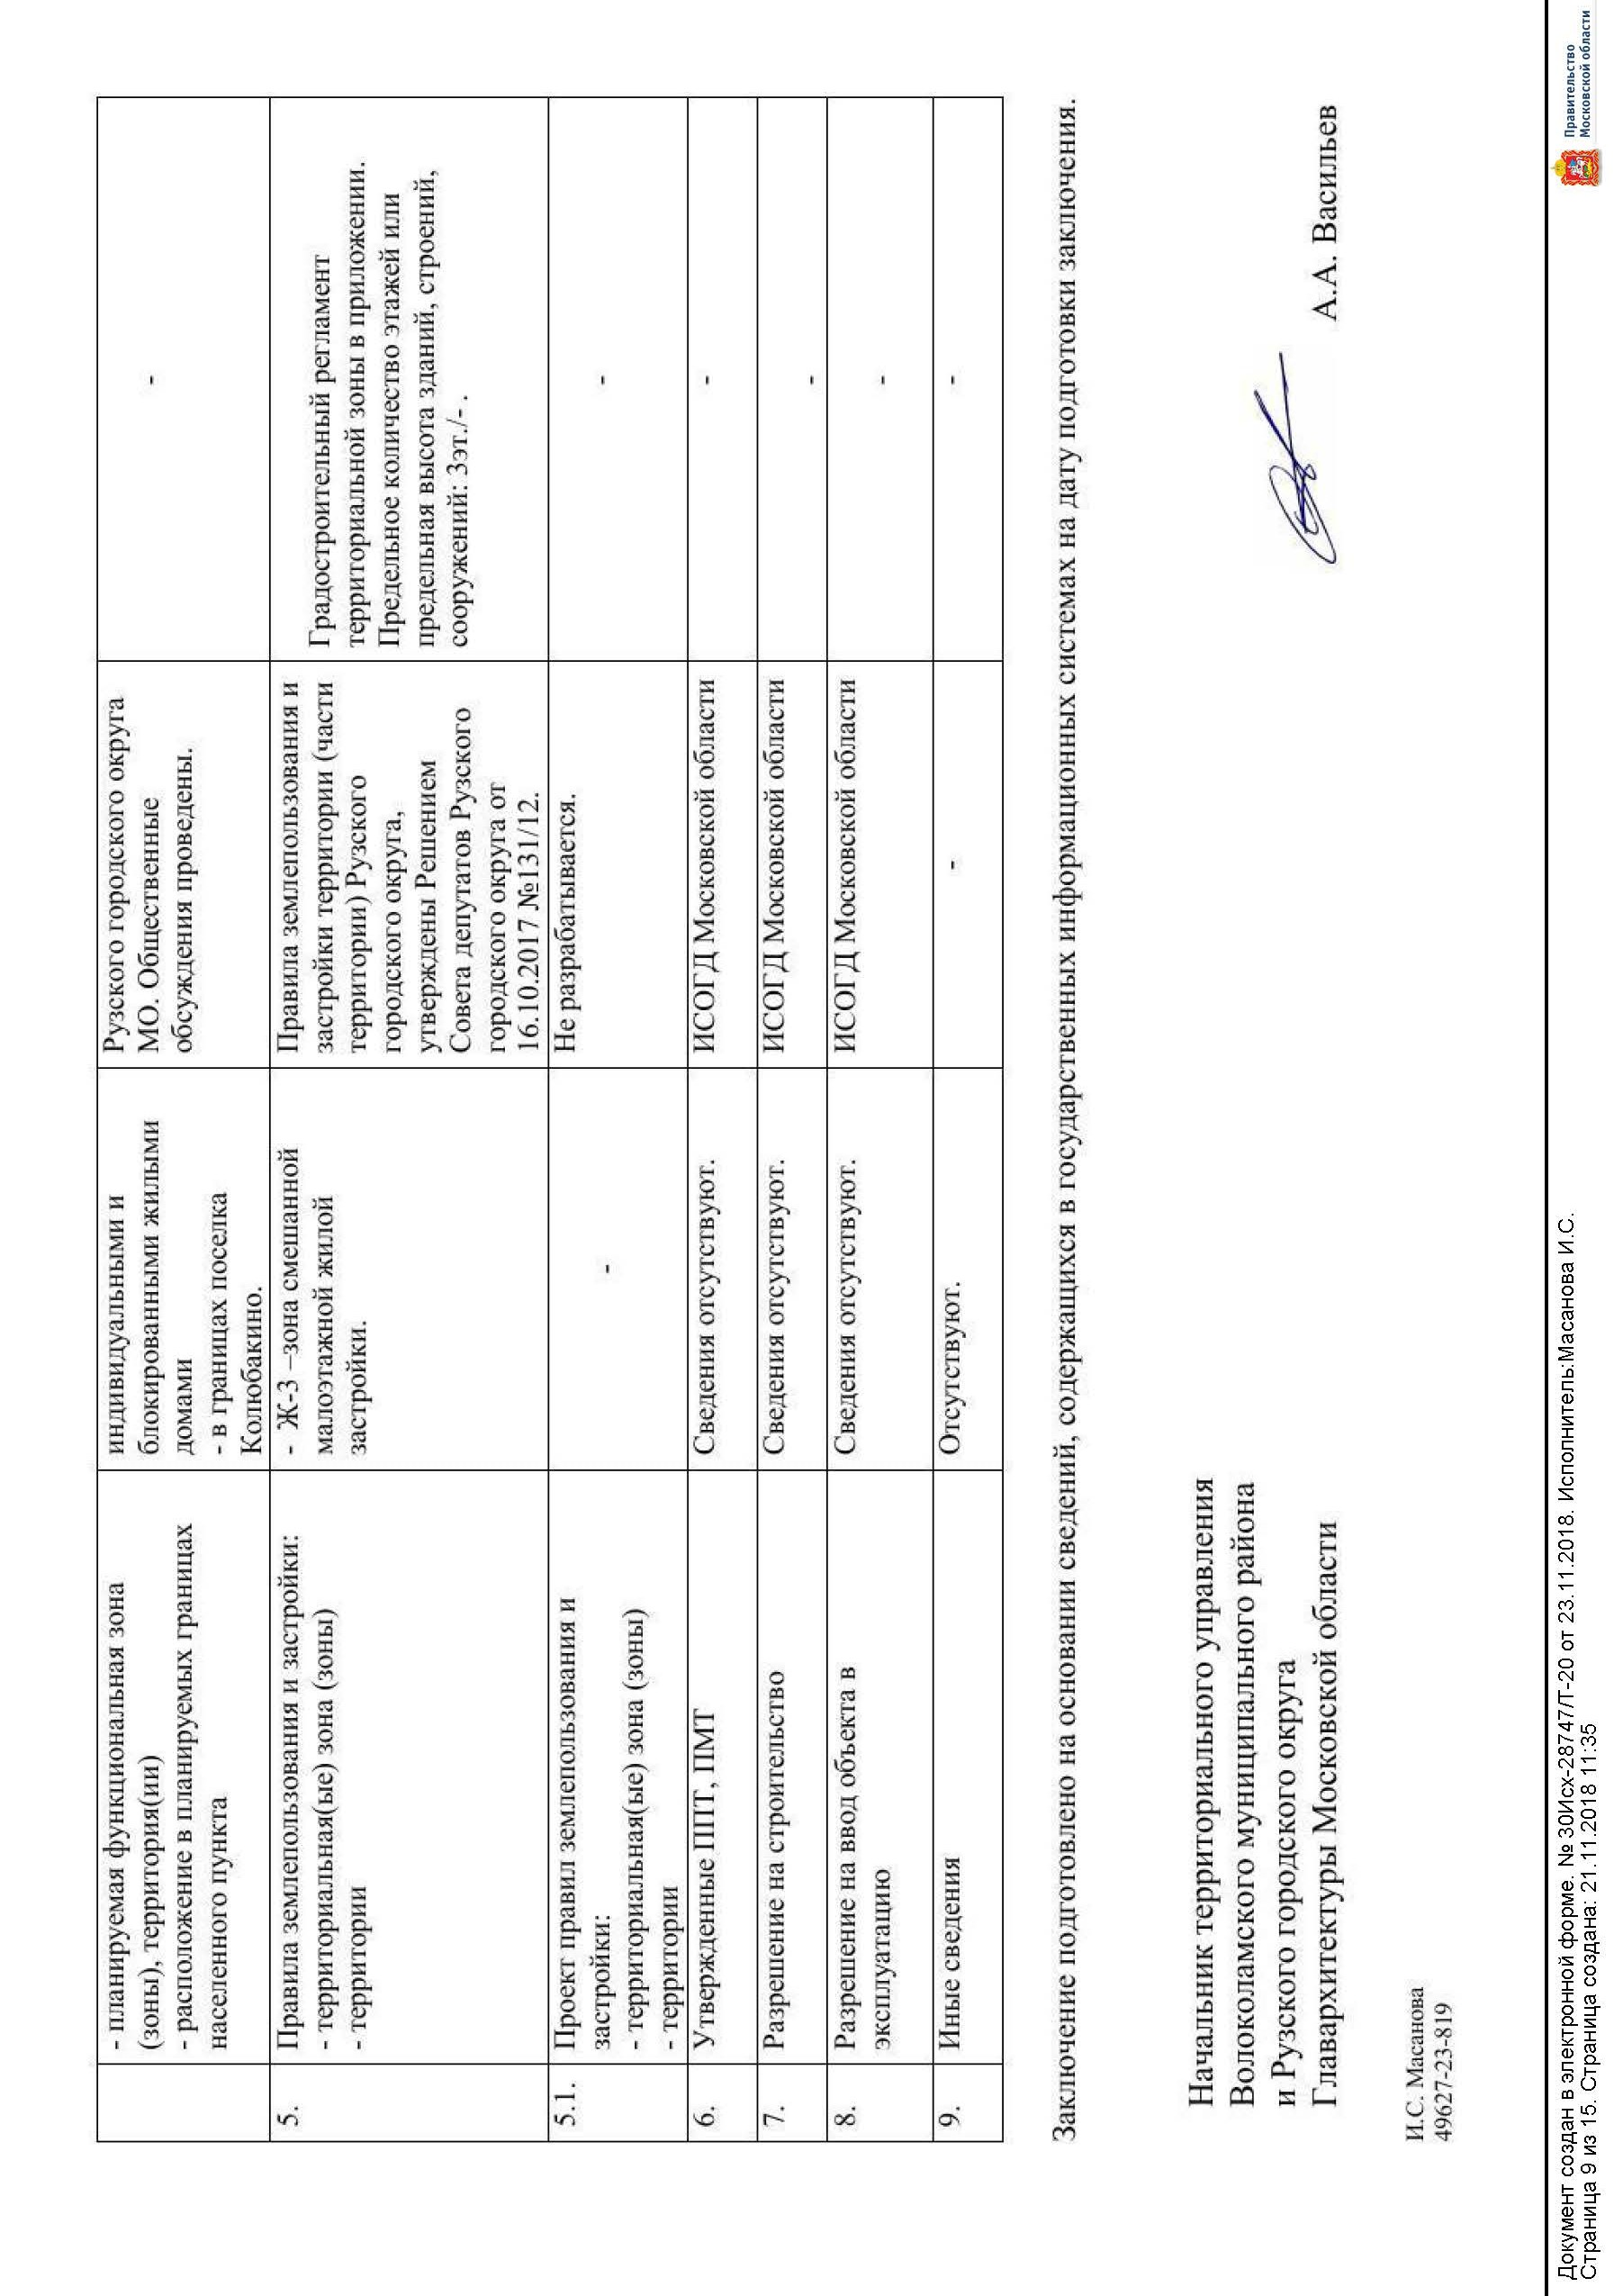 - планируемая функциональная зона
(зоны), территория(ии)
- расположение в планируемых границах
населенного пункта
индивидуальными и
блокированными жилыми
домами
- в границах поселка
Колюбакино.
Рузского городского округа
МО. Общественные
обсуждения проведены.
-
5.
Правила землепользования и застройки:
- территориальная(ые) зона (зоны)
- территории
- Ж-3 –зона смешанной
малоэтажной жилой
застройки.
Правила землепользования и
застройки территории (части
территории) Рузского
городского округа,
утверждены Решением
Совета депутатов Рузского
городского округа от
16.10.2017 №131/12.
Градостроительный регламент
территориальной зоны в приложении.
Предельное количество этажей или
предельная высота зданий, строений,
сооружений: 3эт./- .
5.1.
Проект правил землепользования и
застройки:
- территориальная(ые) зона (зоны)
- территории
-
Не разрабатывается.
-
6.
Утвержденные ППТ, ПМТ
Сведения отсутствуют.
ИСОГД Московской области
-
7.
Разрешение на строительство
Сведения отсутствуют.
ИСОГД Московской области
-
8.
Разрешение на ввод объекта в
эксплуатацию
Сведения отсутствуют.
ИСОГД Московской области
-
9.
Иные сведения
Отсутствуют.
-
-
Заключение подготовлено на основании сведений, содержащихся в государственных информационных системах на дату подготовки заключения.
Начальник территориального управления
Волоколамского муниципального района
и Рузского городского округа
Главархитектуры Московской области
А.А. Васильев
И.С. Масанова
49627-23-819
Документ создан в электронной форме. № 30Исх-28747/Т-20 от 23.11.2018. Исполнитель:Масанова И.С.
Страница 9 из 15. Страница создана: 21.11.2018 11:35
Правительство
Московской области